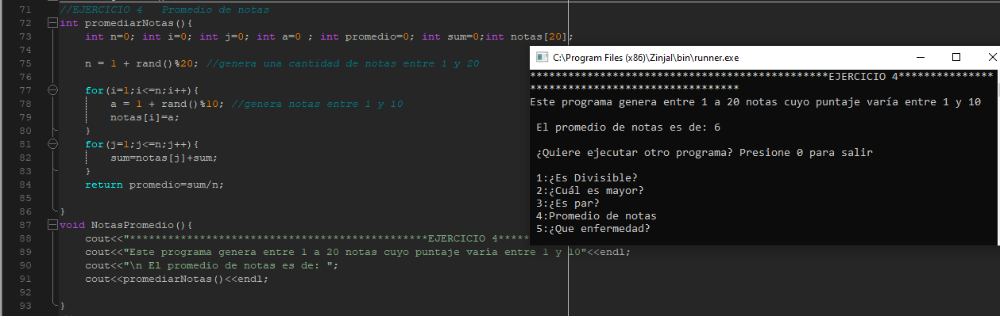 71 //EJERCICIO 4   Promedio de notas
72 int promediarNotas(){
73     int n=0; int i=0; int j=0; int a=0 ; int promedio=0; int sum=0;int notas[20];
74
75     n = 1 + rand()%20; //genera una cantidad de notas entre 1 y 20
76
77     for(i=1;i<=n;i++){
78         a = 1 + rand()%10; //genera notas entre 1 y 10
79         notas[i]=a;
80     }
81     for(j=1;j<=n;j++){
82         sum=notas[j]+sum;
83     }
84     return promedio=sum/n;
85
86 }
87 void NotasPromedio(){
88     cout<<"***********************************************EJERCICIO 4*******
89     cout<<"Este programa genera entre 1 a 20 notas cuyo puntaje varía entre 1 y 10"<<endl;
90     cout<<"\n El promedio de notas es de: ";
91     cout<<promediarNotas()<<endl;
92
93 }
C:\Program Files (x86)\Zinjal\bin\runner.exe
***********************************************EJERCICIO 4***************
*********************************
Este programa genera entre 1 a 20 notas cuyo puntaje varía entre 1 y 10
El promedio de notas es de: 6
¿Quiere ejecutar otro programa? Presione 0 para salir
1:¿Es Divisible?
2:¿Cuál es mayor?
3:¿Es par?
4:Promedio de notas
5:¿Que enfermedad?